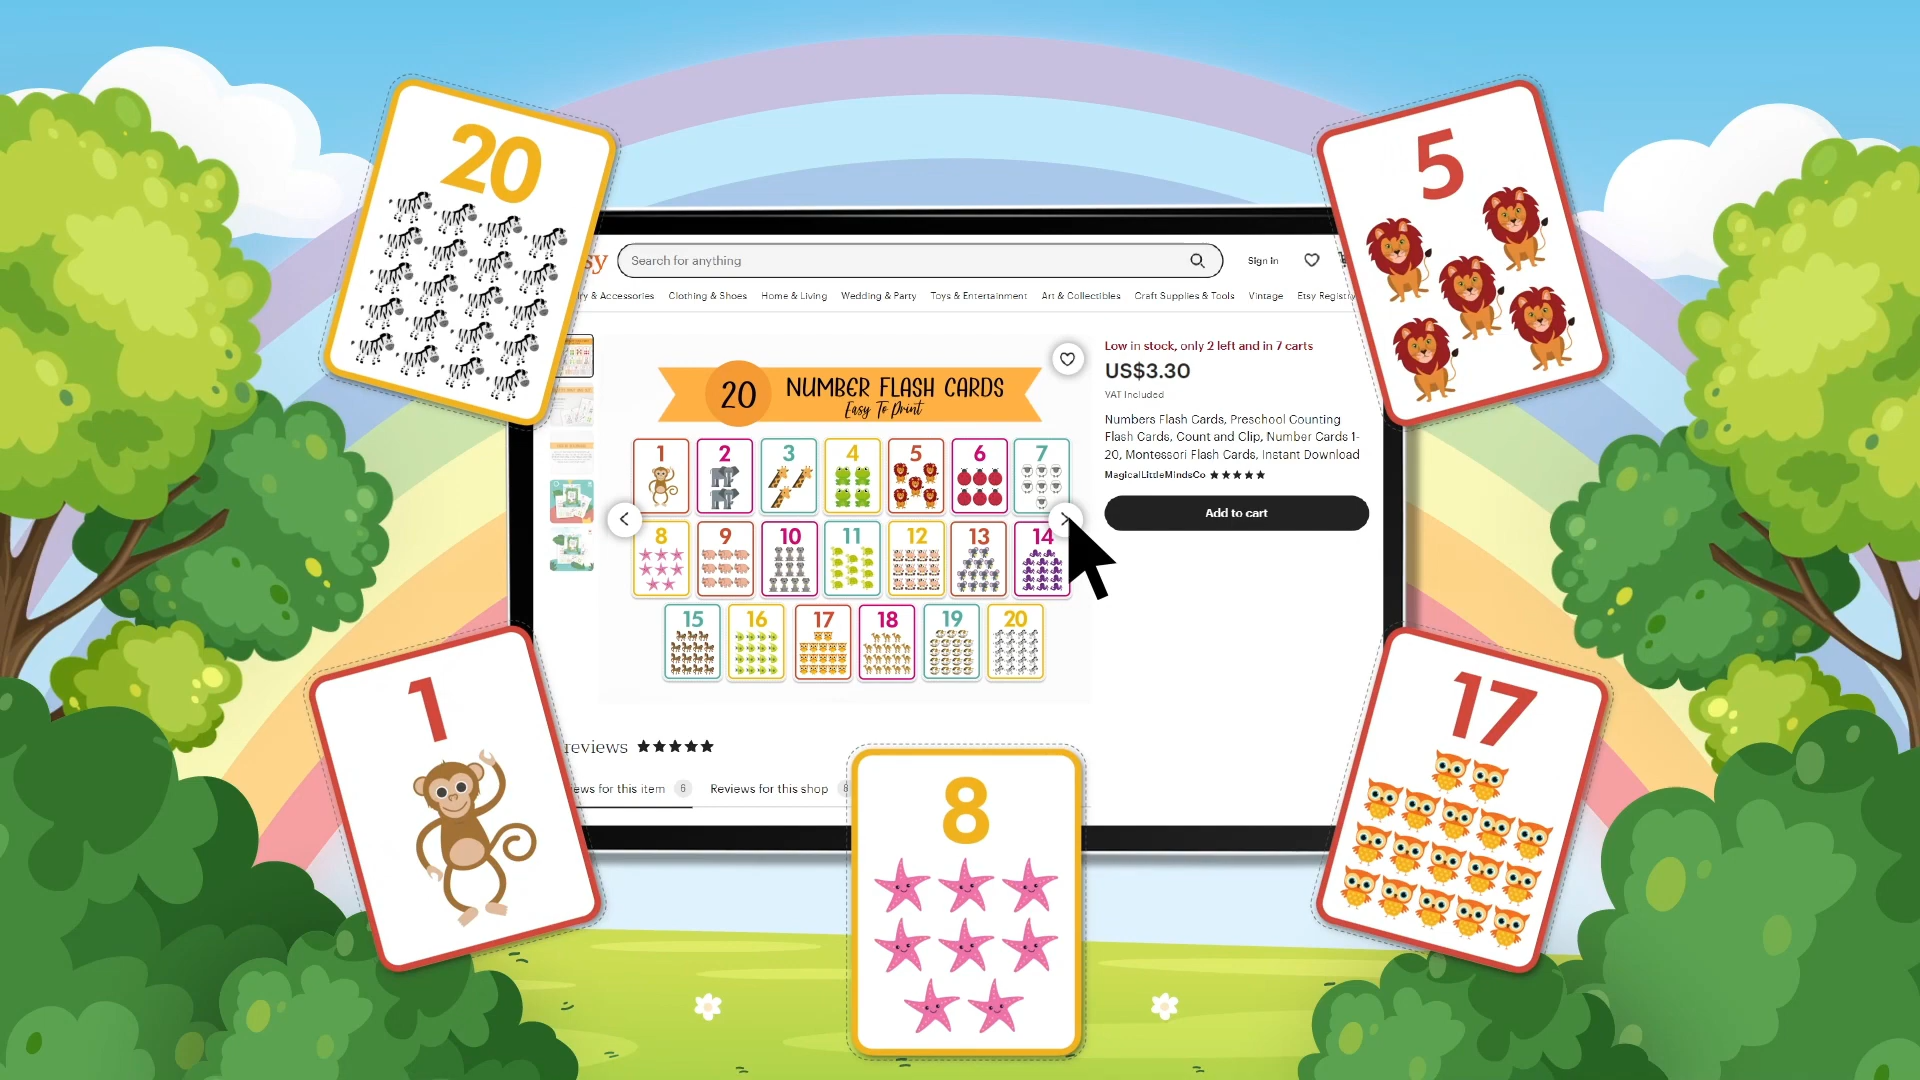 20
5
Search for anything
Sign in
& Accessories
Clothing & Shoes
Home & Living
Wedding & Party
Toys & Entertainment
Art & Collectibles
Craft Supplies & Tools
Vintage
Etsy Registry
Low in stock, only 2 left and in 7 carts
US$3.30
VAT Included
20 NUMBER FLASH CARDS
Easy To Print
Numbers Flash Cards, Preschool Counting
Flash Cards, Count and Clip, Number Cards 1-
20, Montessori Flash Cards, Instant Download
MagicalLittleMindsCo
Add to cart
1 2 3 4 5 6 7
8 9 10 11 12 13 14
15 16 17 18 19 20
reviews
for this item 6
Reviews for this shop
1
8
17